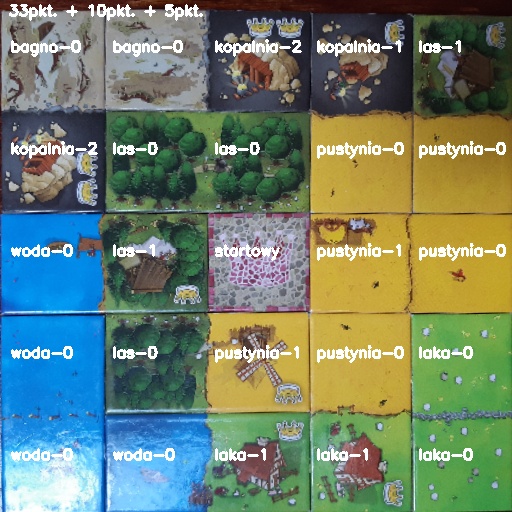 33pkt. + 10pkt. + 5pkt.
bagno-0 bagno-0 kopalnia-2 kopalnia-1 las-1
kopalnia-2 las-0 las-0 pustynia-0 pustynia-0
woda-0 las-1 startowy pustynia-1 pustynia-0
woda-0 las-0 pustynia-1 pustynia-0 laka-0
woda-0 woda-0 laka-1 laka-1 laka-0